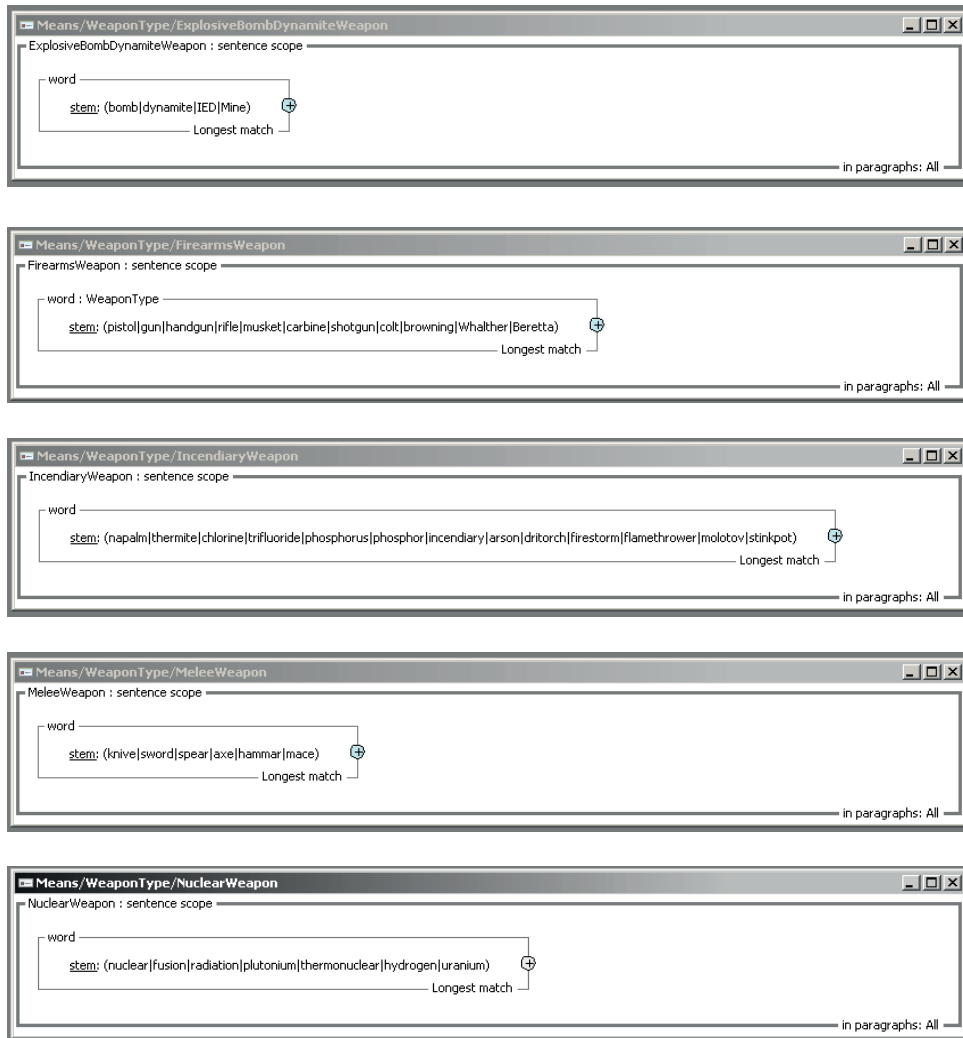 Means/WeaponType/ExplosiveBombDynamiteWeapon
ExplosiveBombDynamiteWeapon : sentence scope
word
stem: (bomb|dynamite|IED|Mine)
Longest match
in paragraphs: All
Means/WeaponType/FirearmsWeapon
FirearmsWeapon : sentence scope
word : WeaponType
stem: (pistol|gun|handgun|rifle|musket|carbine|shotgun|colt|browning|Whalther|Beretta)
Longest match
in paragraphs: All
Means/WeaponType/IncendiaryWeapon
IncendiaryWeapon : sentence scope
word
stem: (napalm|thermite|chlorine|trifluoride|phosphorus|phosphor|incendiary|arson|dritorch|firestorm|flamethrower|molotov|stinkpot)
Longest match
in paragraphs: All
Means/WeaponType/MeleeWeapon
MeleeWeapon : sentence scope
word
stem: (knive|sword|spear|axe|hammar|mace)
Longest match
in paragraphs: All
Means/WeaponType/NuclearWeapon
NuclearWeapon : sentence scope
word
stem: (nuclear|fusion|radiation|plutonium|thermonuclear|hydrogen|uranium)
Longest match
in paragraphs: All